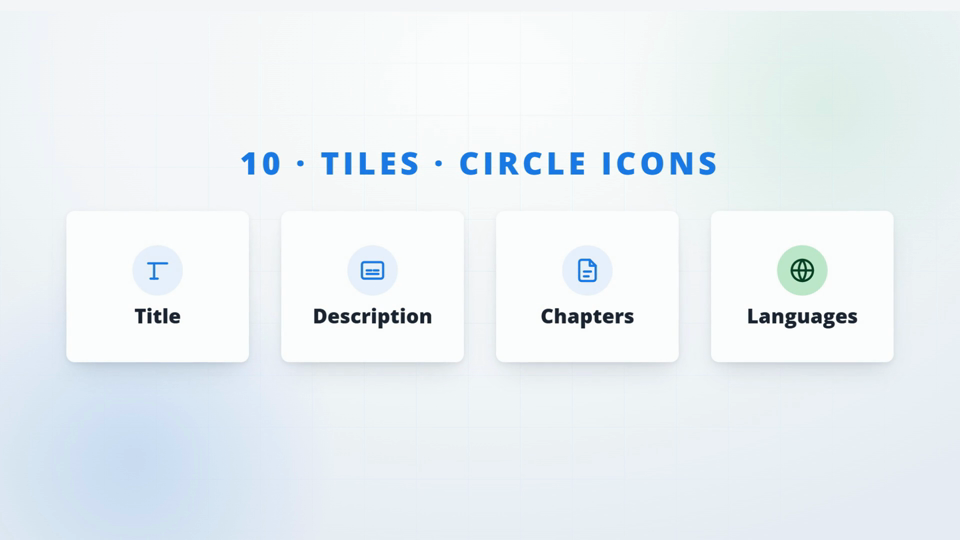 10 · TILES · CIRCLE ICONS
Title
Description
Chapters
Languages